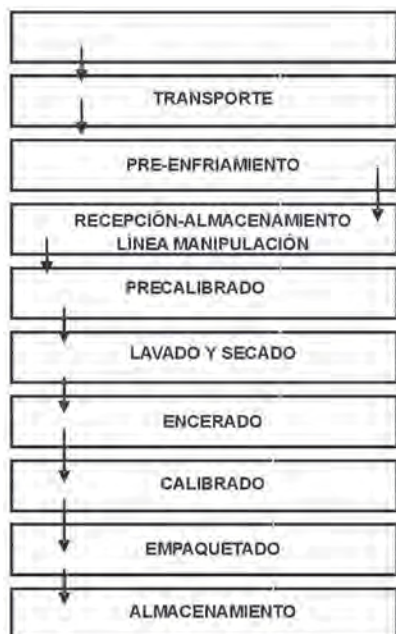 TRANSPORTE
PRE-ENFRIAMIENTO
RECEPCIÓN-ALMACENAMIENTO
LÍNEA MANIPULACIÓN
PRECALIBRADO
LAVADO Y SECADO
ENCERADO
CALIBRADO
EMPAQUETADO
ALMACENAMIENTO